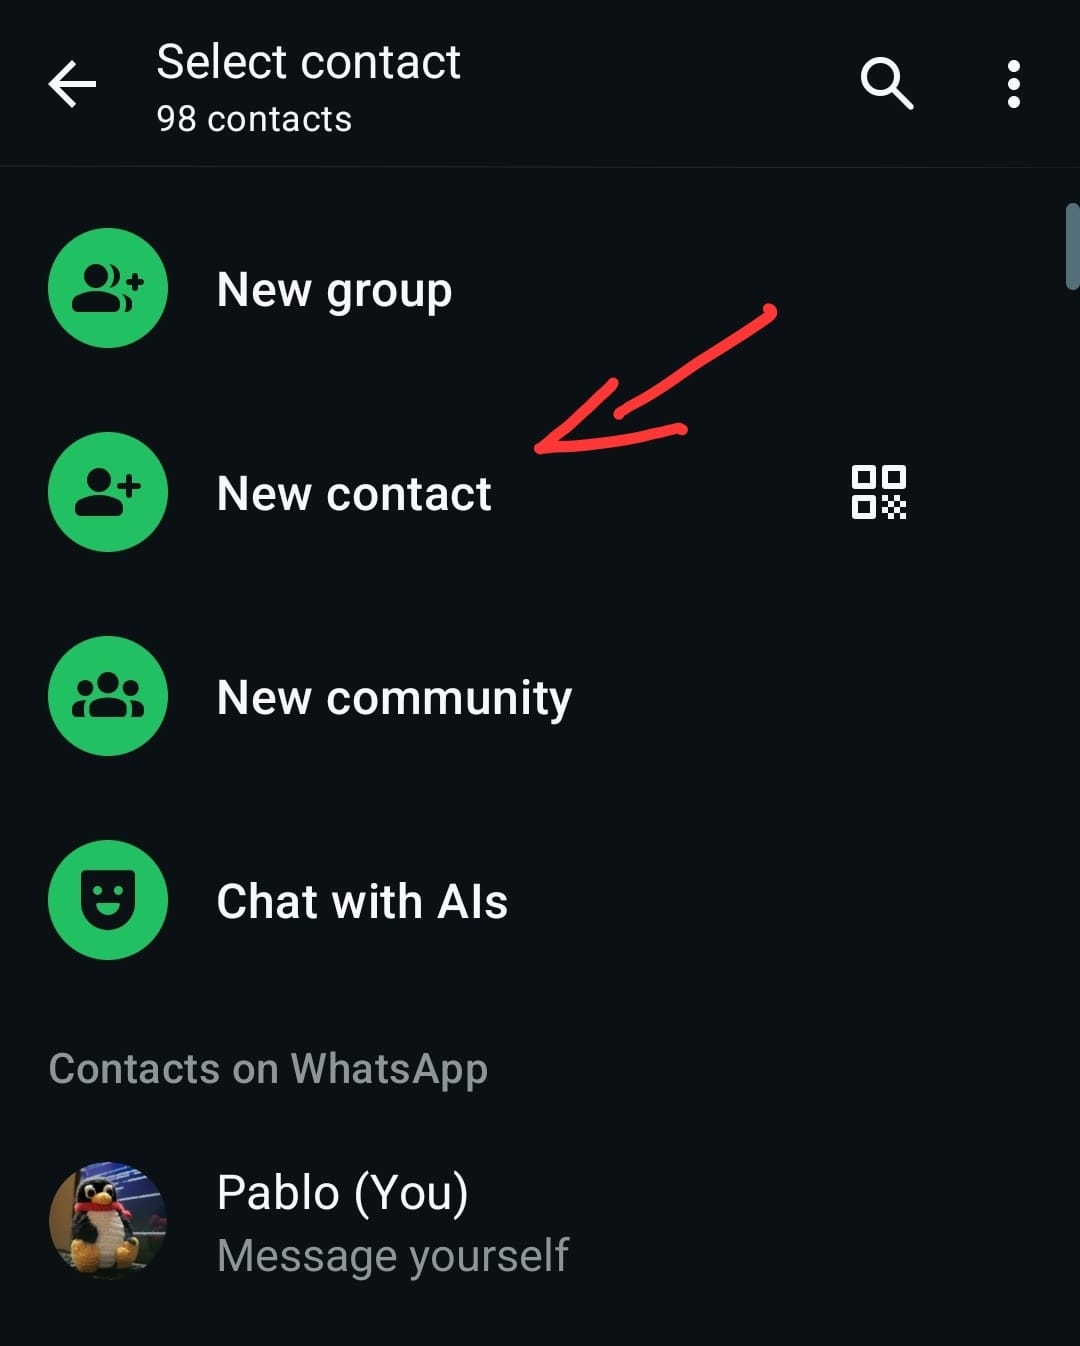 Select contact
98 contacts
New group
New contact
New community
Chat with AIs
Contacts on WhatsApp
Pablo (You)
Message yourself